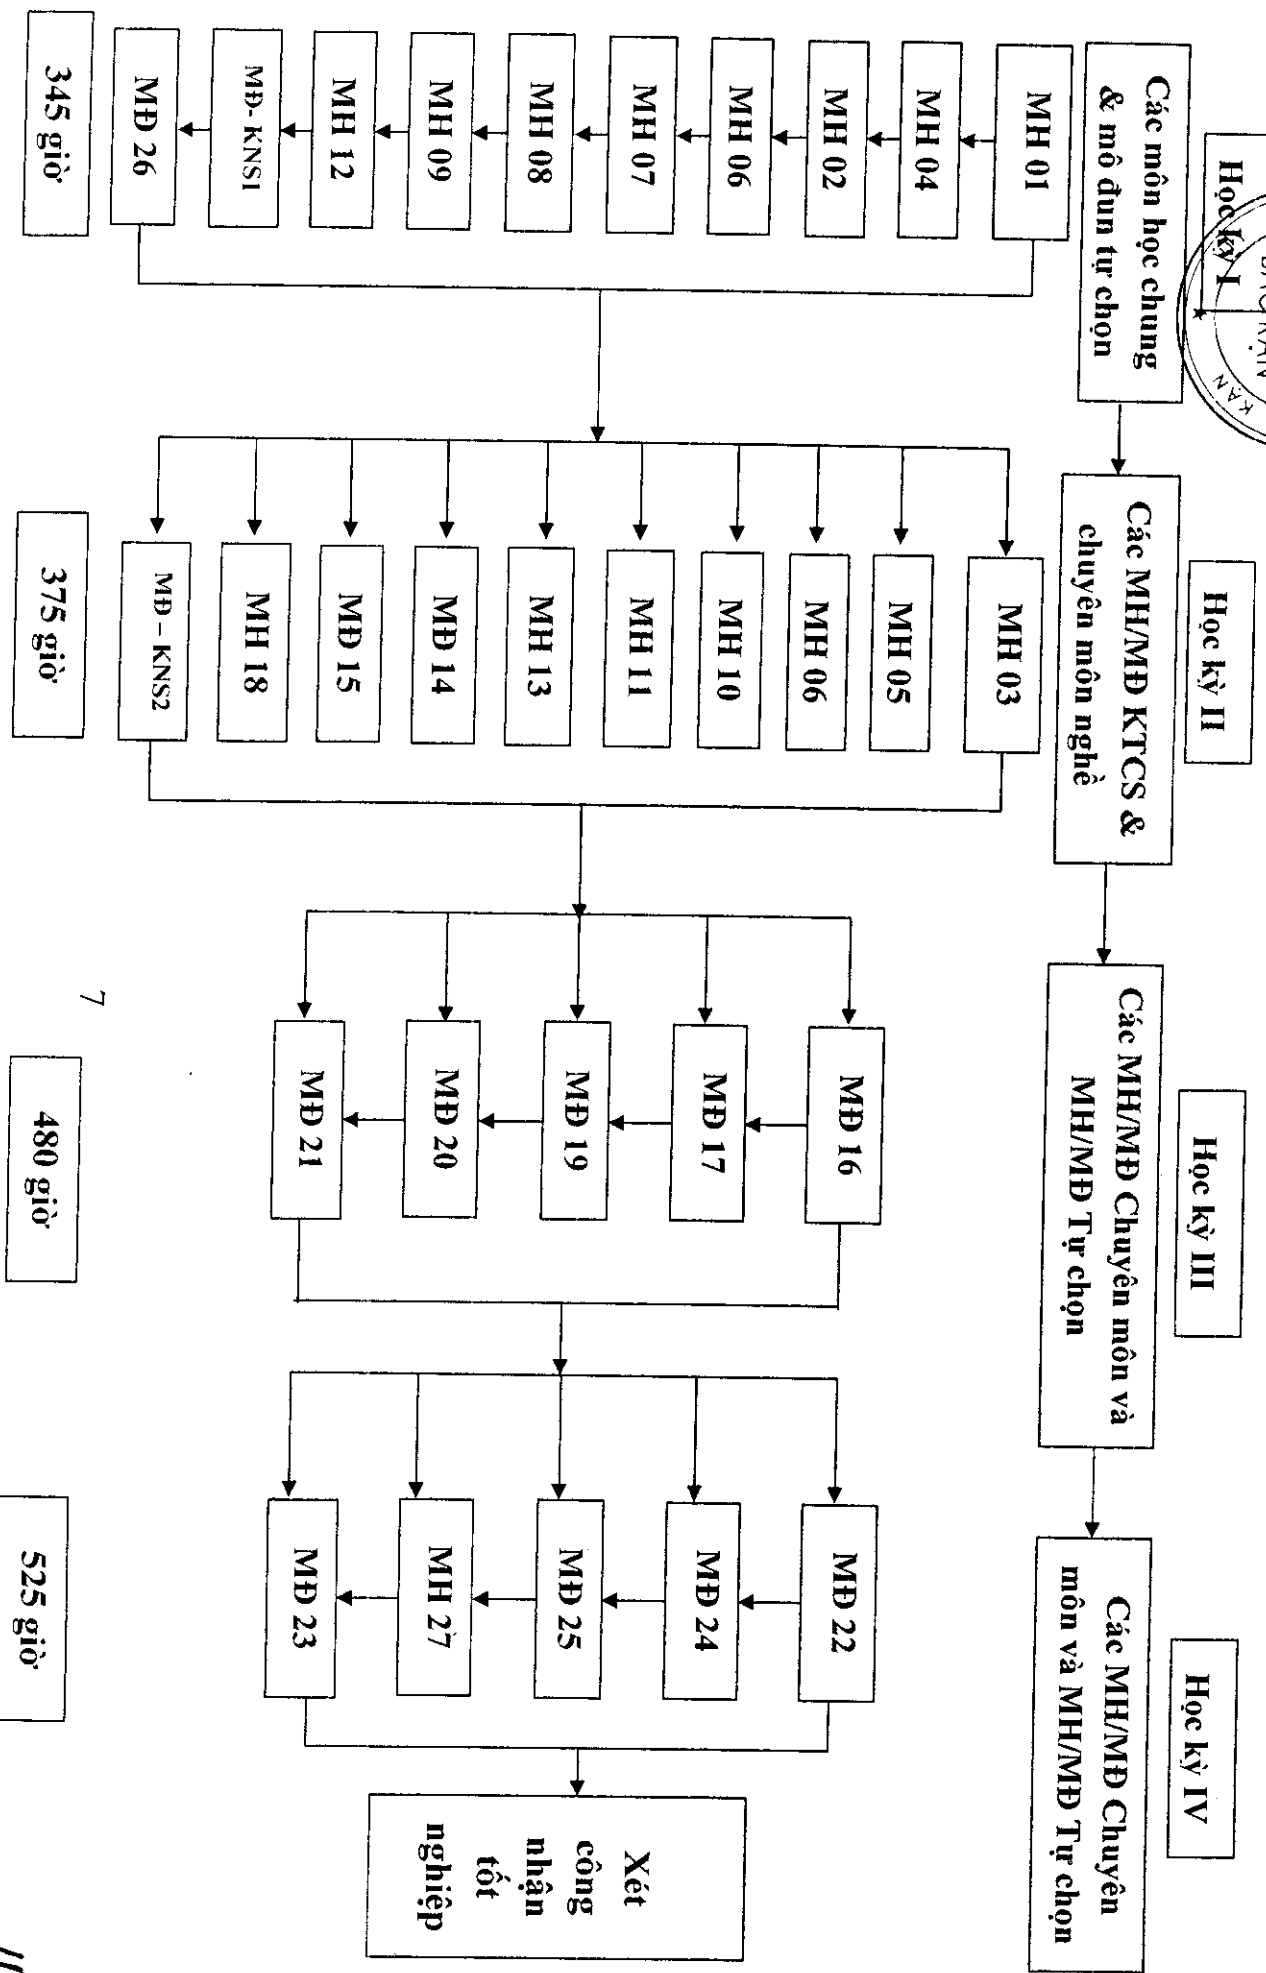 Học kỳ I
Học kỳ II
Học kỳ III
Học kỳ IV
Các môn học chung
& mô đun tự chọn
Các MH/MĐ KTCS &
chuyên môn nghề
Các MH/MĐ Chuyên môn và
MH/MĐ Tự chọn
Các MH/MĐ Chuyên
môn và MH/MĐ Tự chọn
MH 01
MH 04
MH 02
MH 06
MH 07
MH 08
MH 09
MH 12
MĐ- KNS1
MĐ 26
MH 03
MH 05
MH 06
MH 10
MH 11
MH 13
MĐ 14
MĐ 15
MH 18
MĐ – KNS2
MĐ 16
MĐ 17
MĐ 19
MĐ 20
MĐ 21
MĐ 22
MĐ 24
MĐ 25
MH 27
MĐ 23
Xét
công
nhận
tốt
nghiệp
345 giờ
375 giờ
480 giờ
525 giờ
7
KẠN